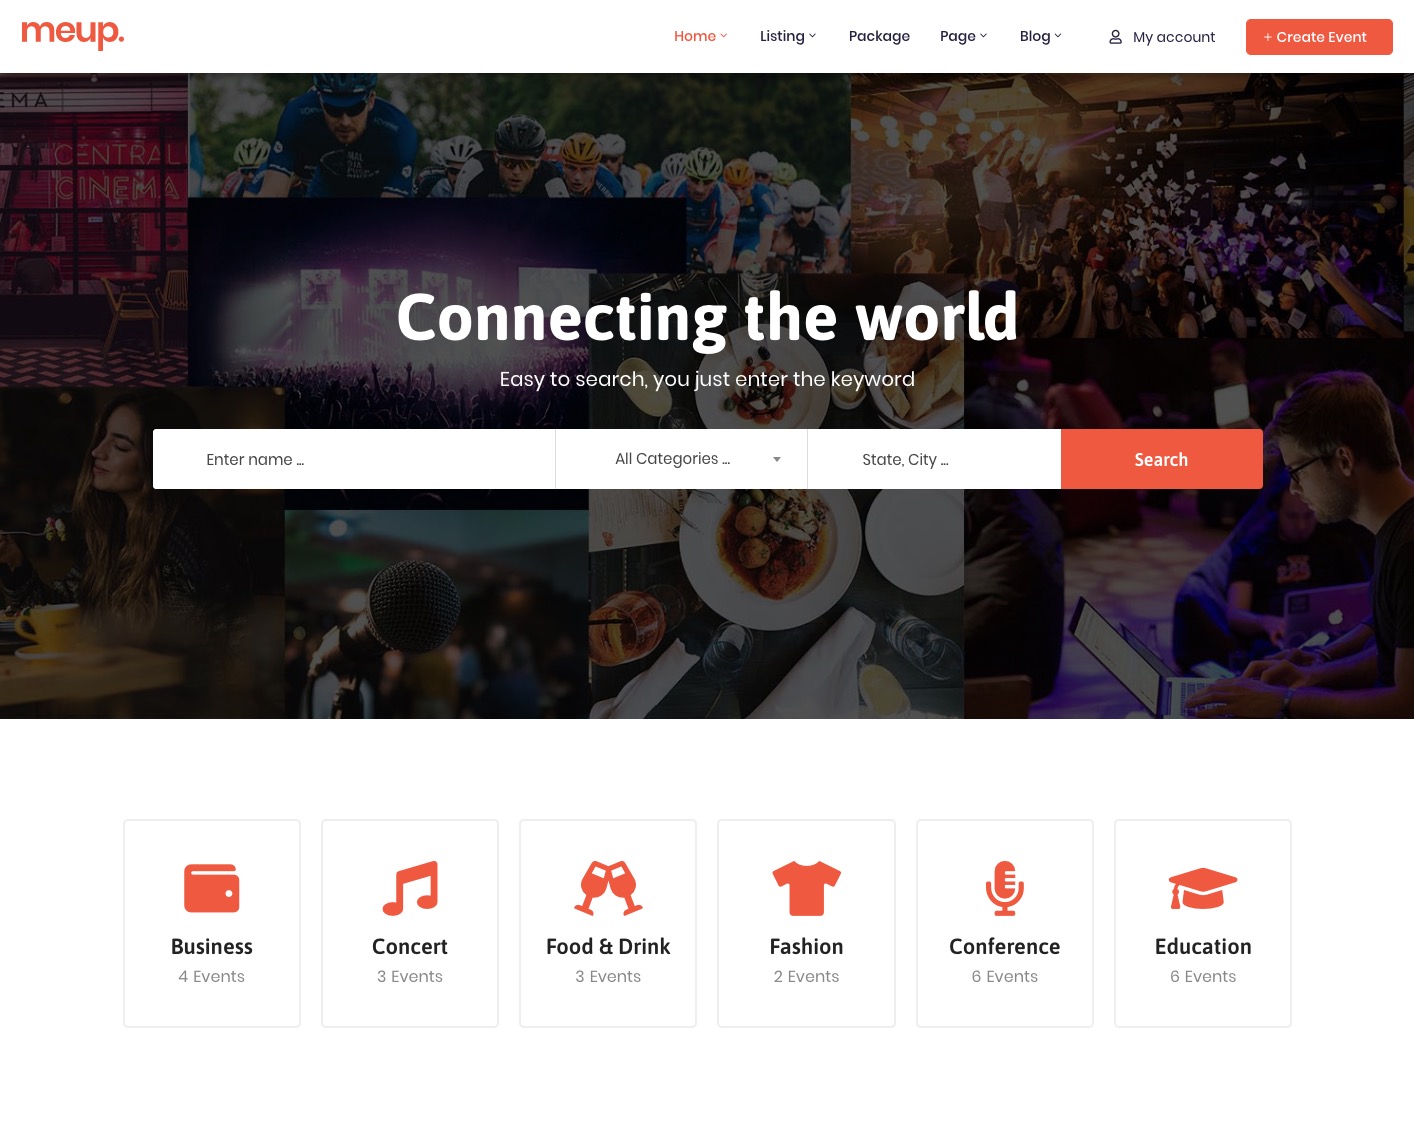 meup.
Home
Listing
Package
Page
Blog
My account
+ Create Event
EMA
CENTRAL
CINEMA
Connecting the world
Easy to search, you just enter the keyword
Enter name ...
All Categories ...
State, City ...
Search
Business
4 Events
Concert
3 Events
Food & Drink
3 Events
Fashion
2 Events
Conference
6 Events
Education
6 Events